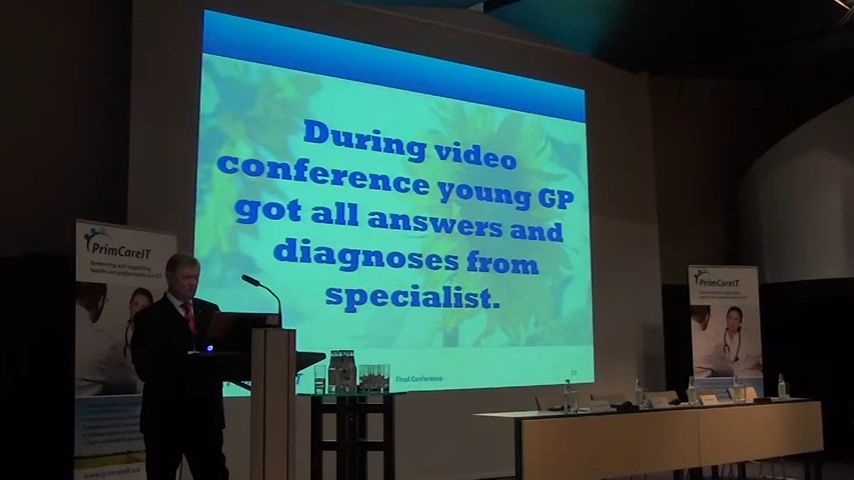 During video
conference young GP
got all answers and
diagnoses from
specialist.
PrimCareIT
PrimCareIT
Final Conference